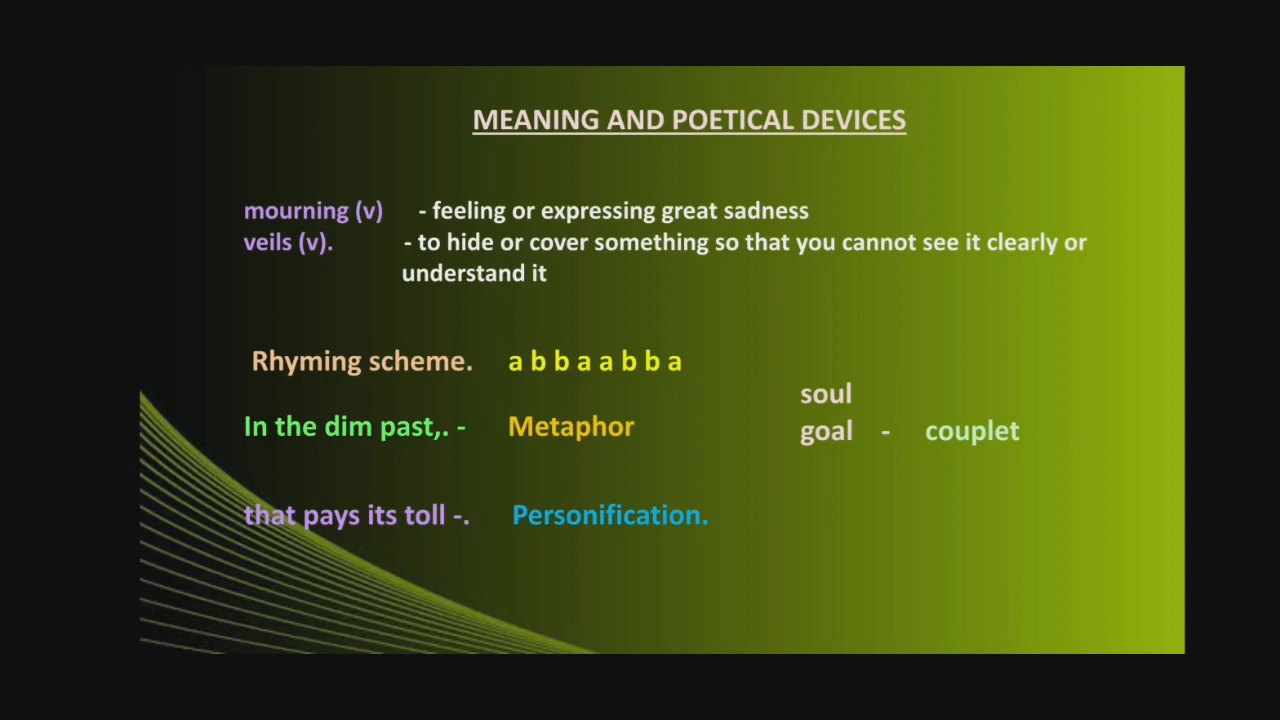 MEANING AND POETICAL DEVICES
mourning (v) - feeling or expressing great sadness
veils (v). - to hide or cover something so that you cannot see it clearly or
understand it
Rhyming scheme. a b b a a b b a
soul
In the dim past,. - Metaphor
goal - couplet
that pays its toll -. Personification.